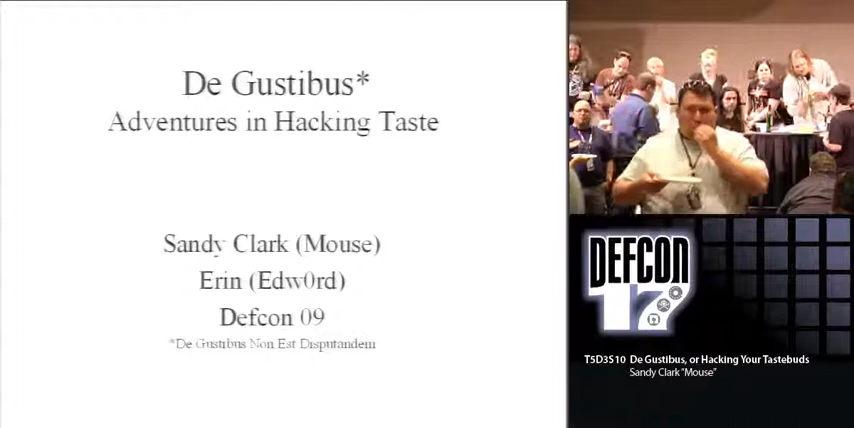 De Gustibus*
Adventures in Hacking Taste
Sandy Clark (Mouse)
Erin (Edw0rd)
Defcon 09
*De Gustibus Non Est Disputandem
DEFCON
17
T5D3S10 De Gustibus, or Hacking Your Tastebuds
Sandy Clark "Mouse"